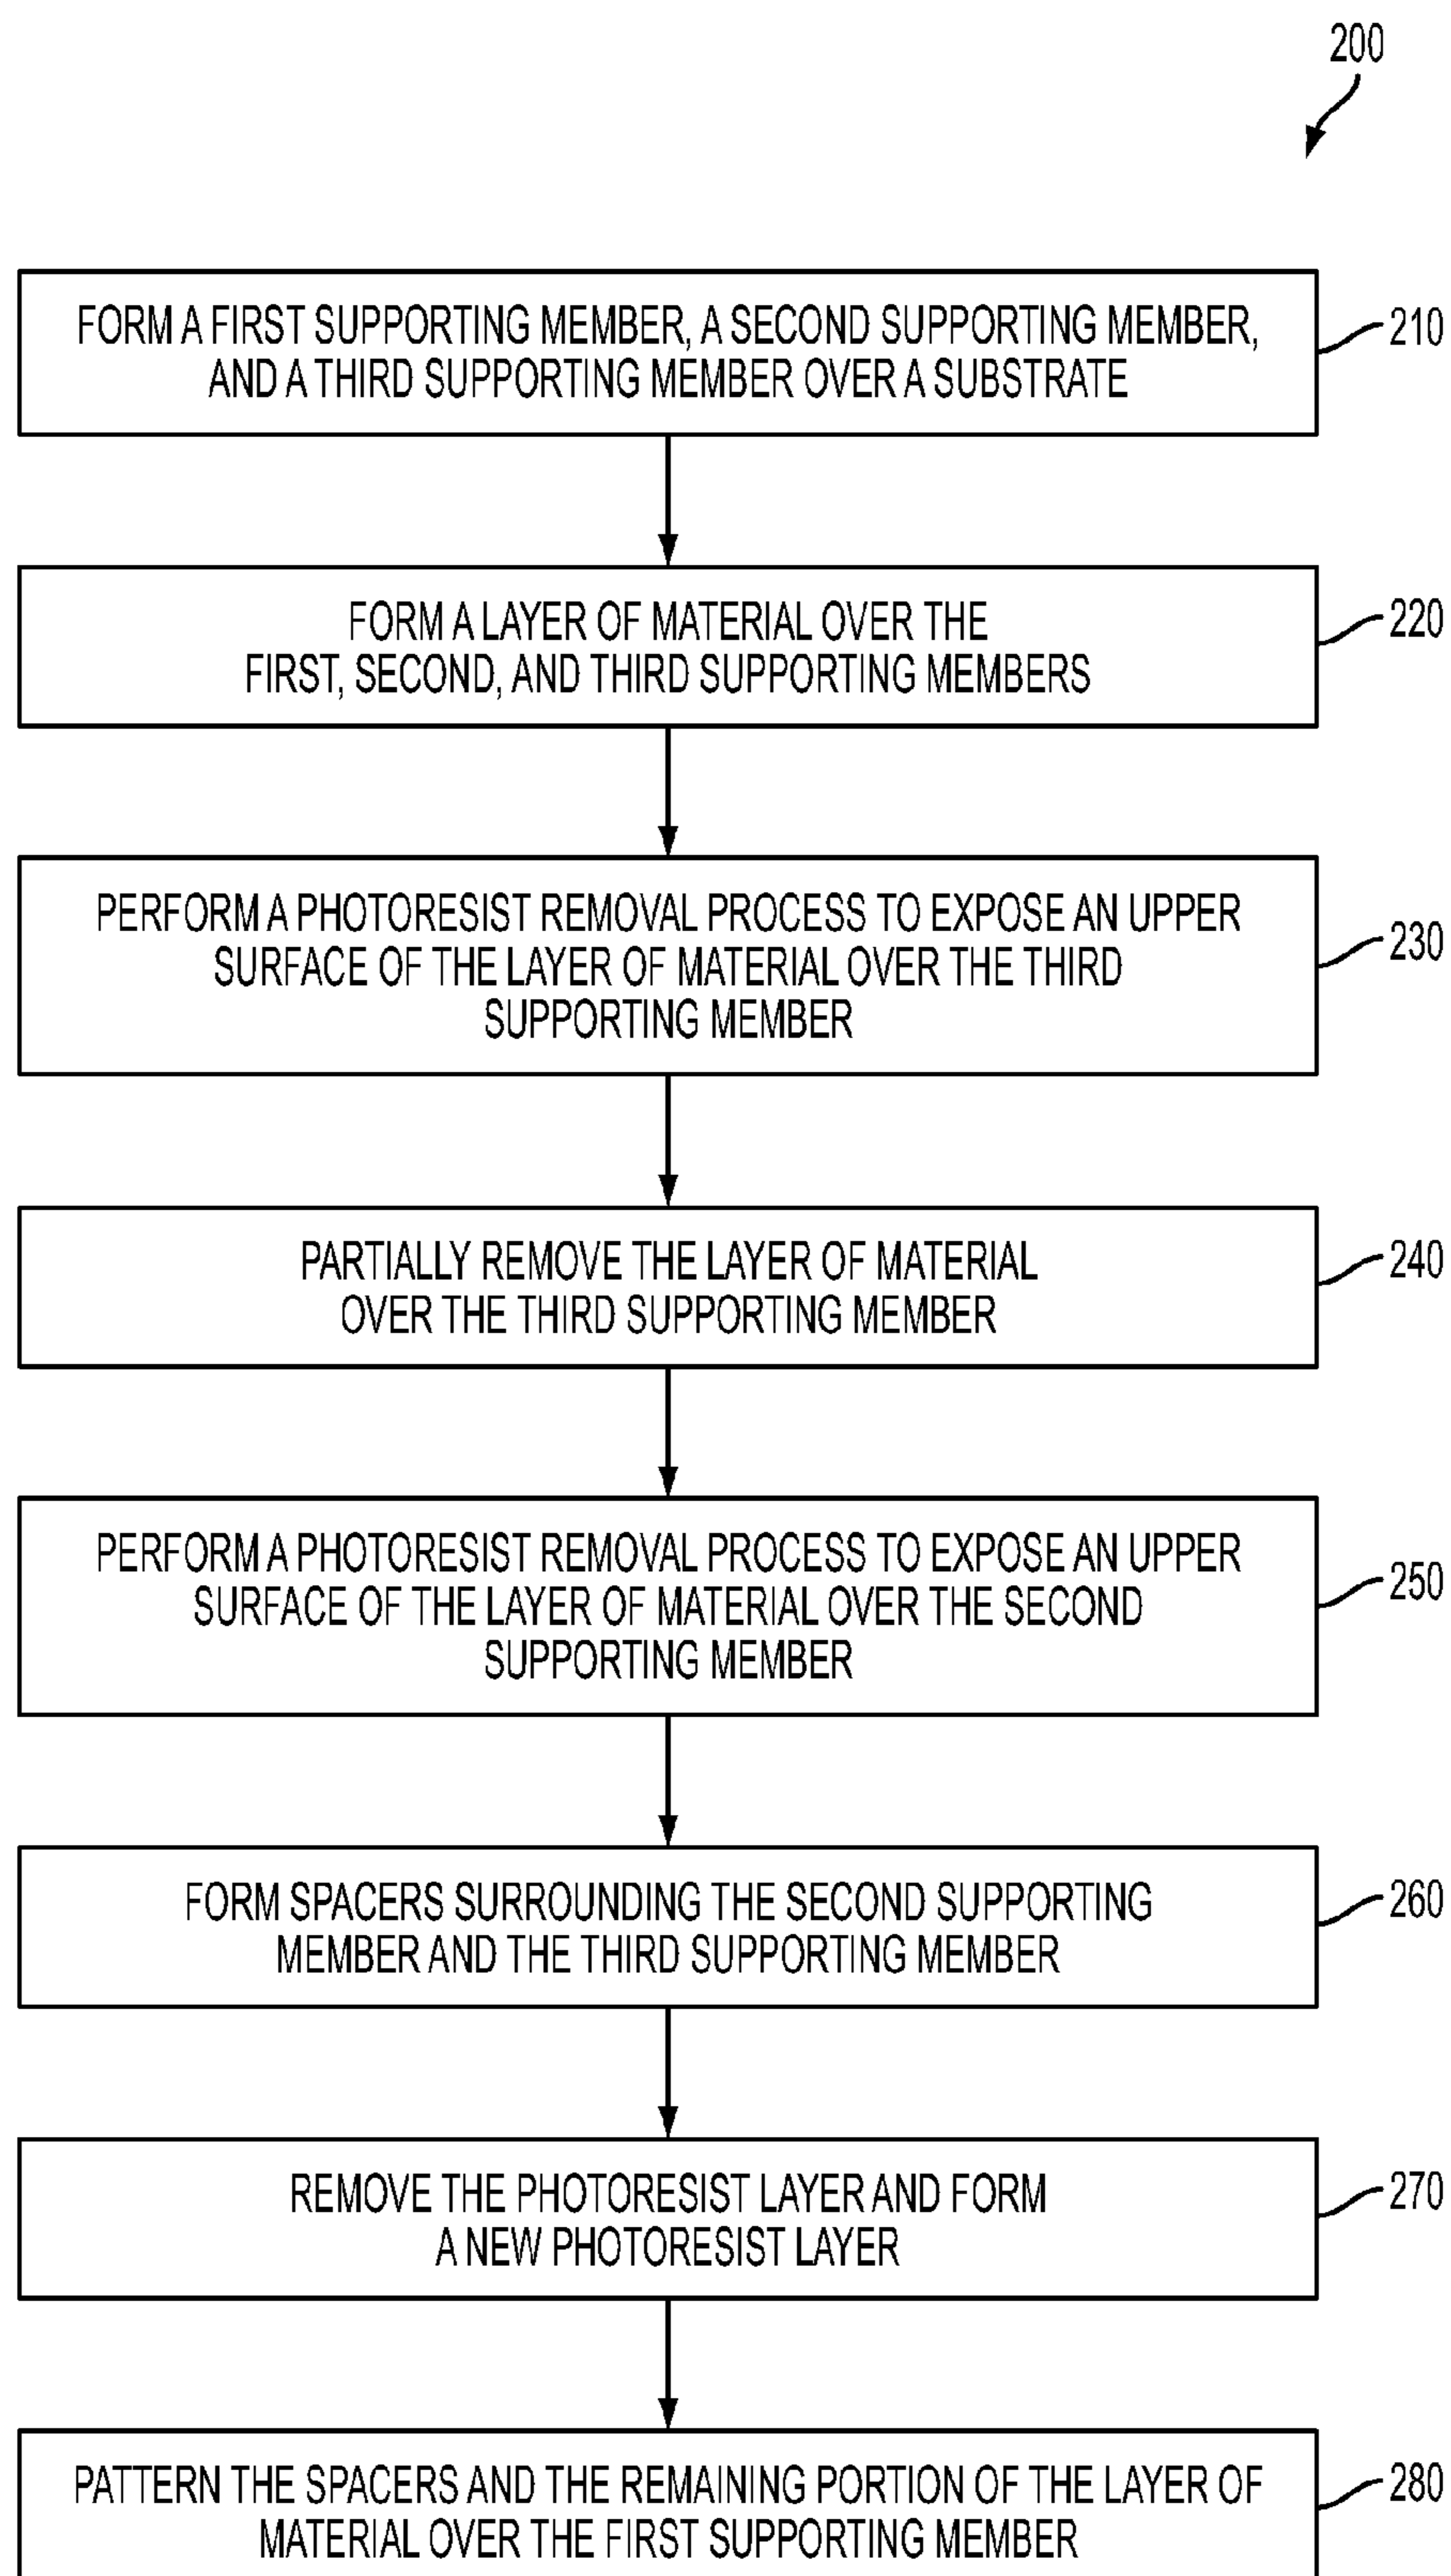 200
FORM A FIRST SUPPORTING MEMBER, A SECOND SUPPORTING MEMBER,
AND A THIRD SUPPORTING MEMBER OVER A SUBSTRATE
210
FORM A LAYER OF MATERIAL OVER THE
FIRST, SECOND, AND THIRD SUPPORTING MEMBERS
220
PERFORM A PHOTORESIST REMOVAL PROCESS TO EXPOSE AN UPPER
SURFACE OF THE LAYER OF MATERIAL OVER THE THIRD
SUPPORTING MEMBER
230
PARTIALLY REMOVE THE LAYER OF MATERIAL
OVER THE THIRD SUPPORTING MEMBER
240
PERFORM A PHOTORESIST REMOVAL PROCESS TO EXPOSE AN UPPER
SURFACE OF THE LAYER OF MATERIAL OVER THE SECOND
SUPPORTING MEMBER
250
FORM SPACERS SURROUNDING THE SECOND SUPPORTING
MEMBER AND THE THIRD SUPPORTING MEMBER
260
REMOVE THE PHOTORESIST LAYER AND FORM
A NEW PHOTORESIST LAYER
270
PATTERN THE SPACERS AND THE REMAINING PORTION OF THE LAYER OF
MATERIAL OVER THE FIRST SUPPORTING MEMBER
280